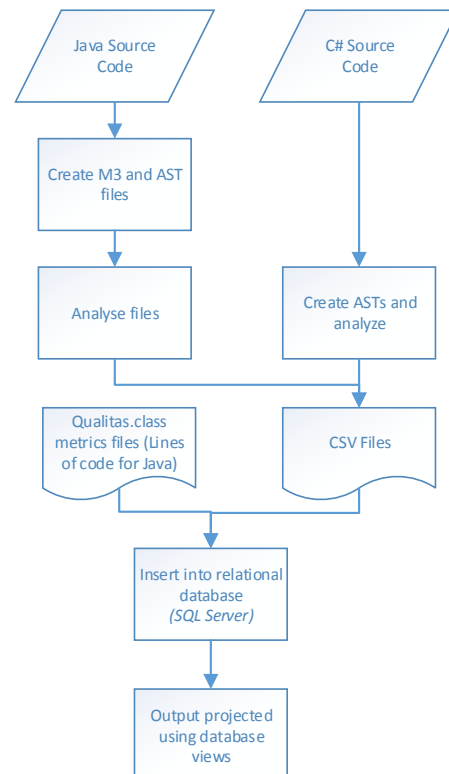 Java Source
Code
C# Source
Code
Create M3 and AST
files
Analyse files
Create ASTs and
analyze
Qualitas.class
metrics files (Lines
of code for Java)
CSV Files
Insert into relational
database
(SQL Server)
Output projected
using database
views